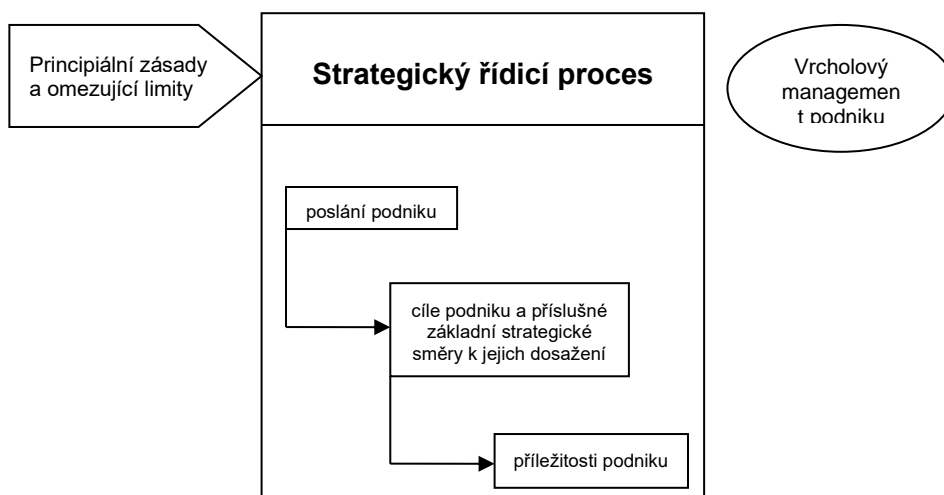 Principiální zásady
a omezující limity
Strategický řídicí proces
Vrcholový
managemen
t podniku
poslání podniku
cíle podniku a příslušné
základní strategické
směry k jejich dosažení
příležitosti podniku